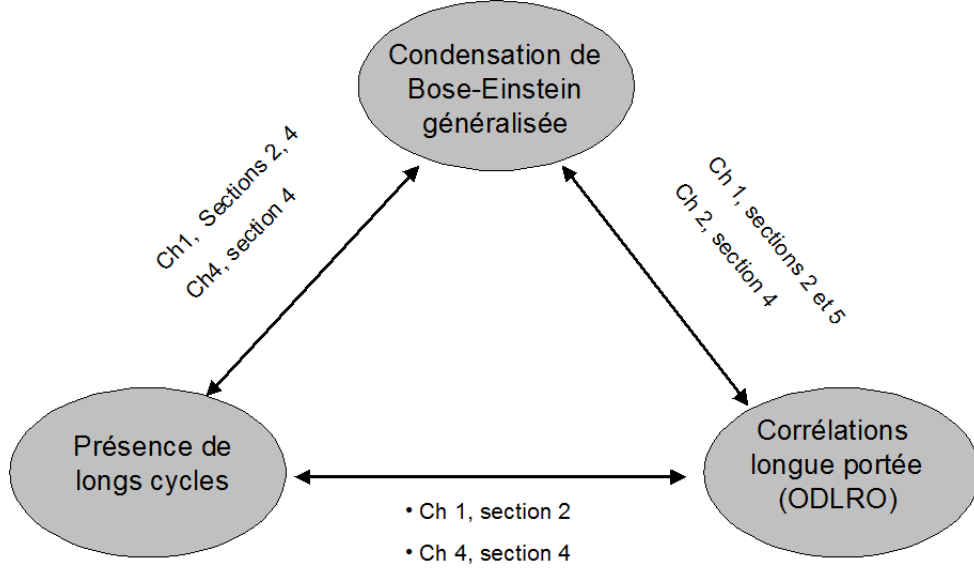 Condensation de
Bose-Einstein
généralisée
Ch1, Sections 2, 4
Ch4, section 4
Ch 1, sections 2 et 5
Ch 2, section 4
Présence de
longs cycles
Corrélations
longue portée
(ODLRO)
• Ch 1, section 2
• Ch 4, section 4